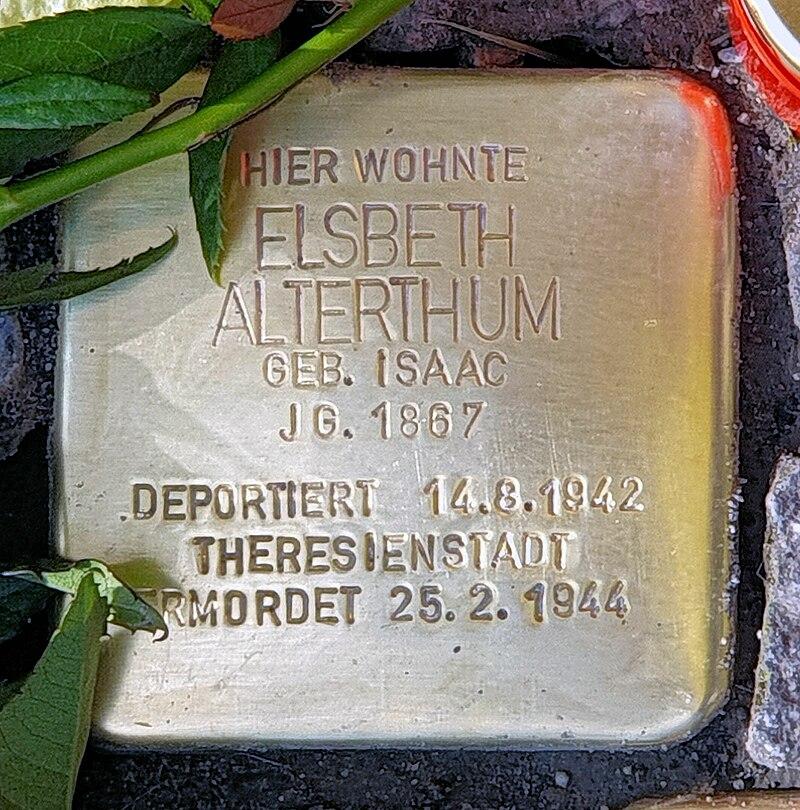 HIER WOHNTE
ELSBETH
ALTERTHUM
GEB. ISAAC
JG. 1867
DEPORTIERT 14.8.1942
THERESIENSTADT
ERMORDET 25.2.1944